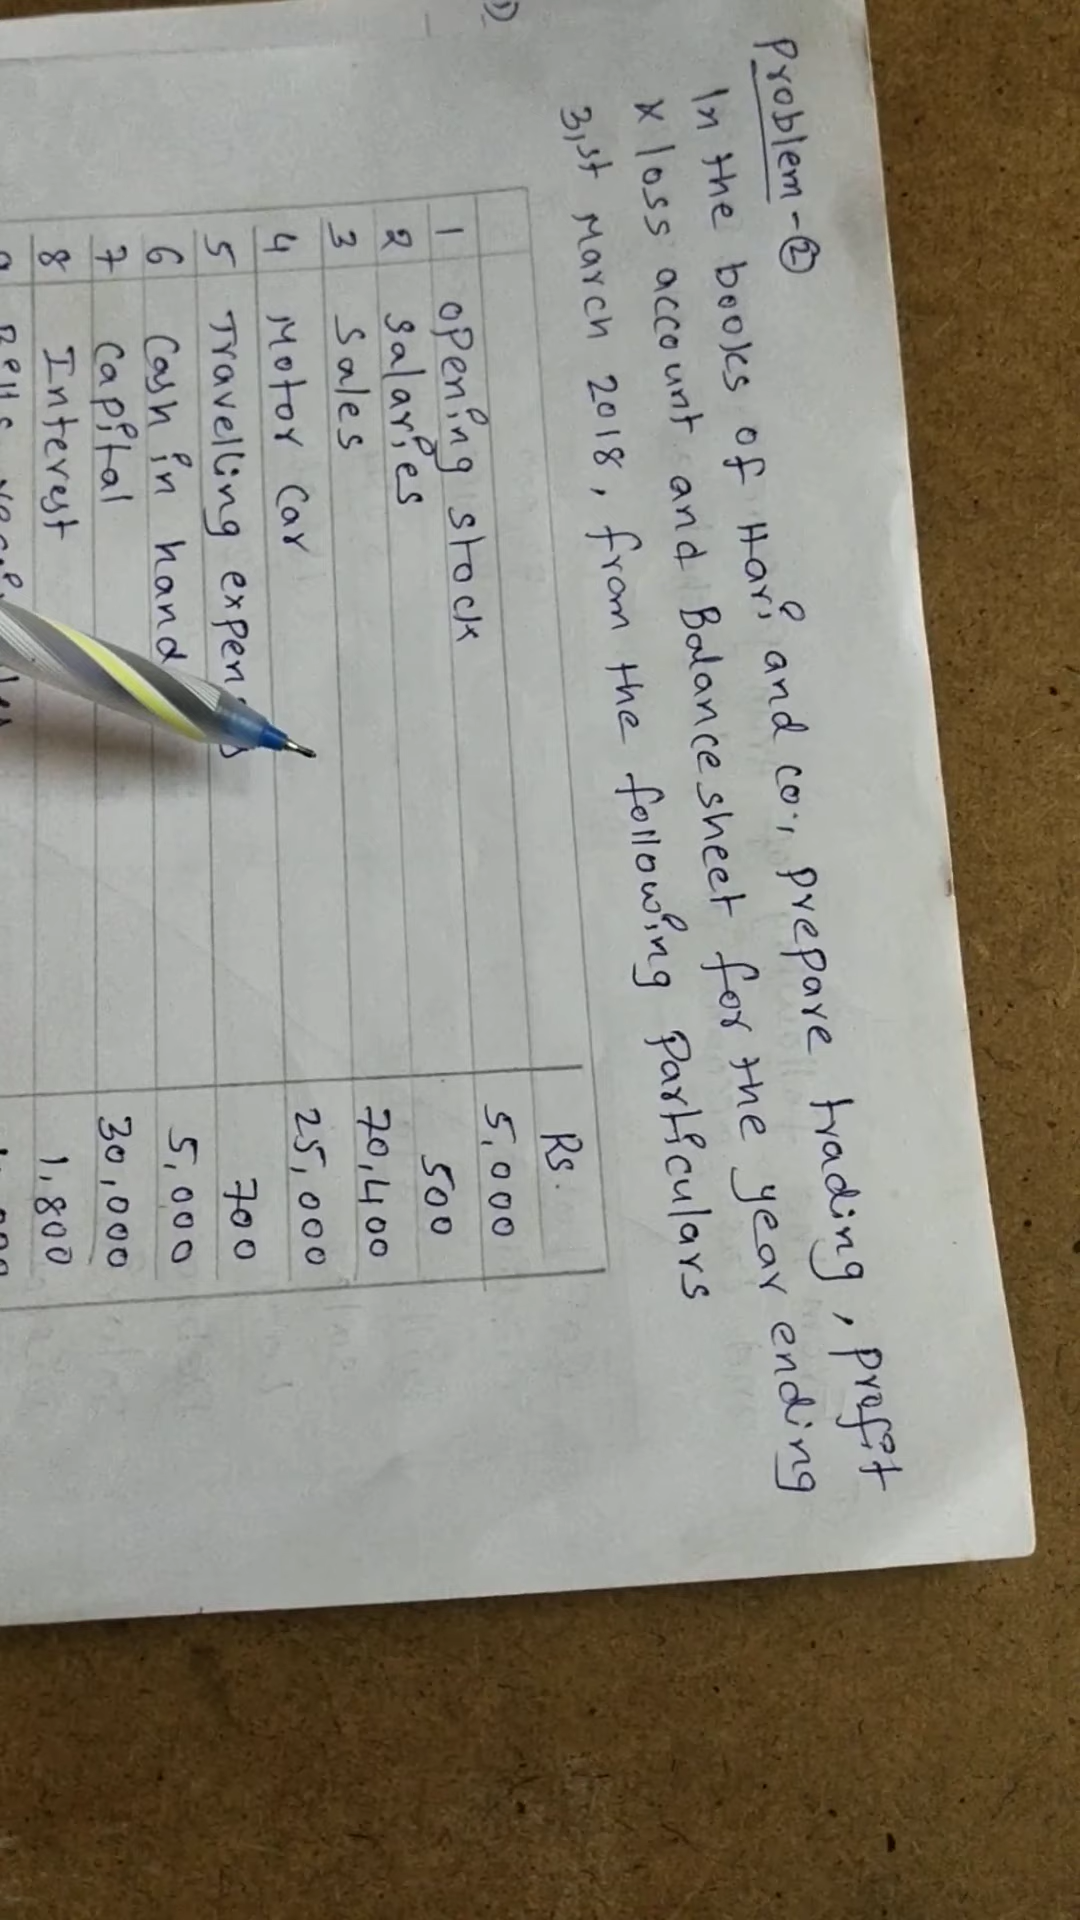 Problem-②
In the books of Hari and co., prepare trading, profit
& loss account and Balance sheet for the year ending
31st March 2018, from the following particulars
1)
Rs.
1 opening stock 5,000
2 salaries 500
3 sales 70,400
4 Motor car 25,000
5 Travelling 700
6 Cash in hand 5,000
7 capital 30,000
8 Interest 1,800